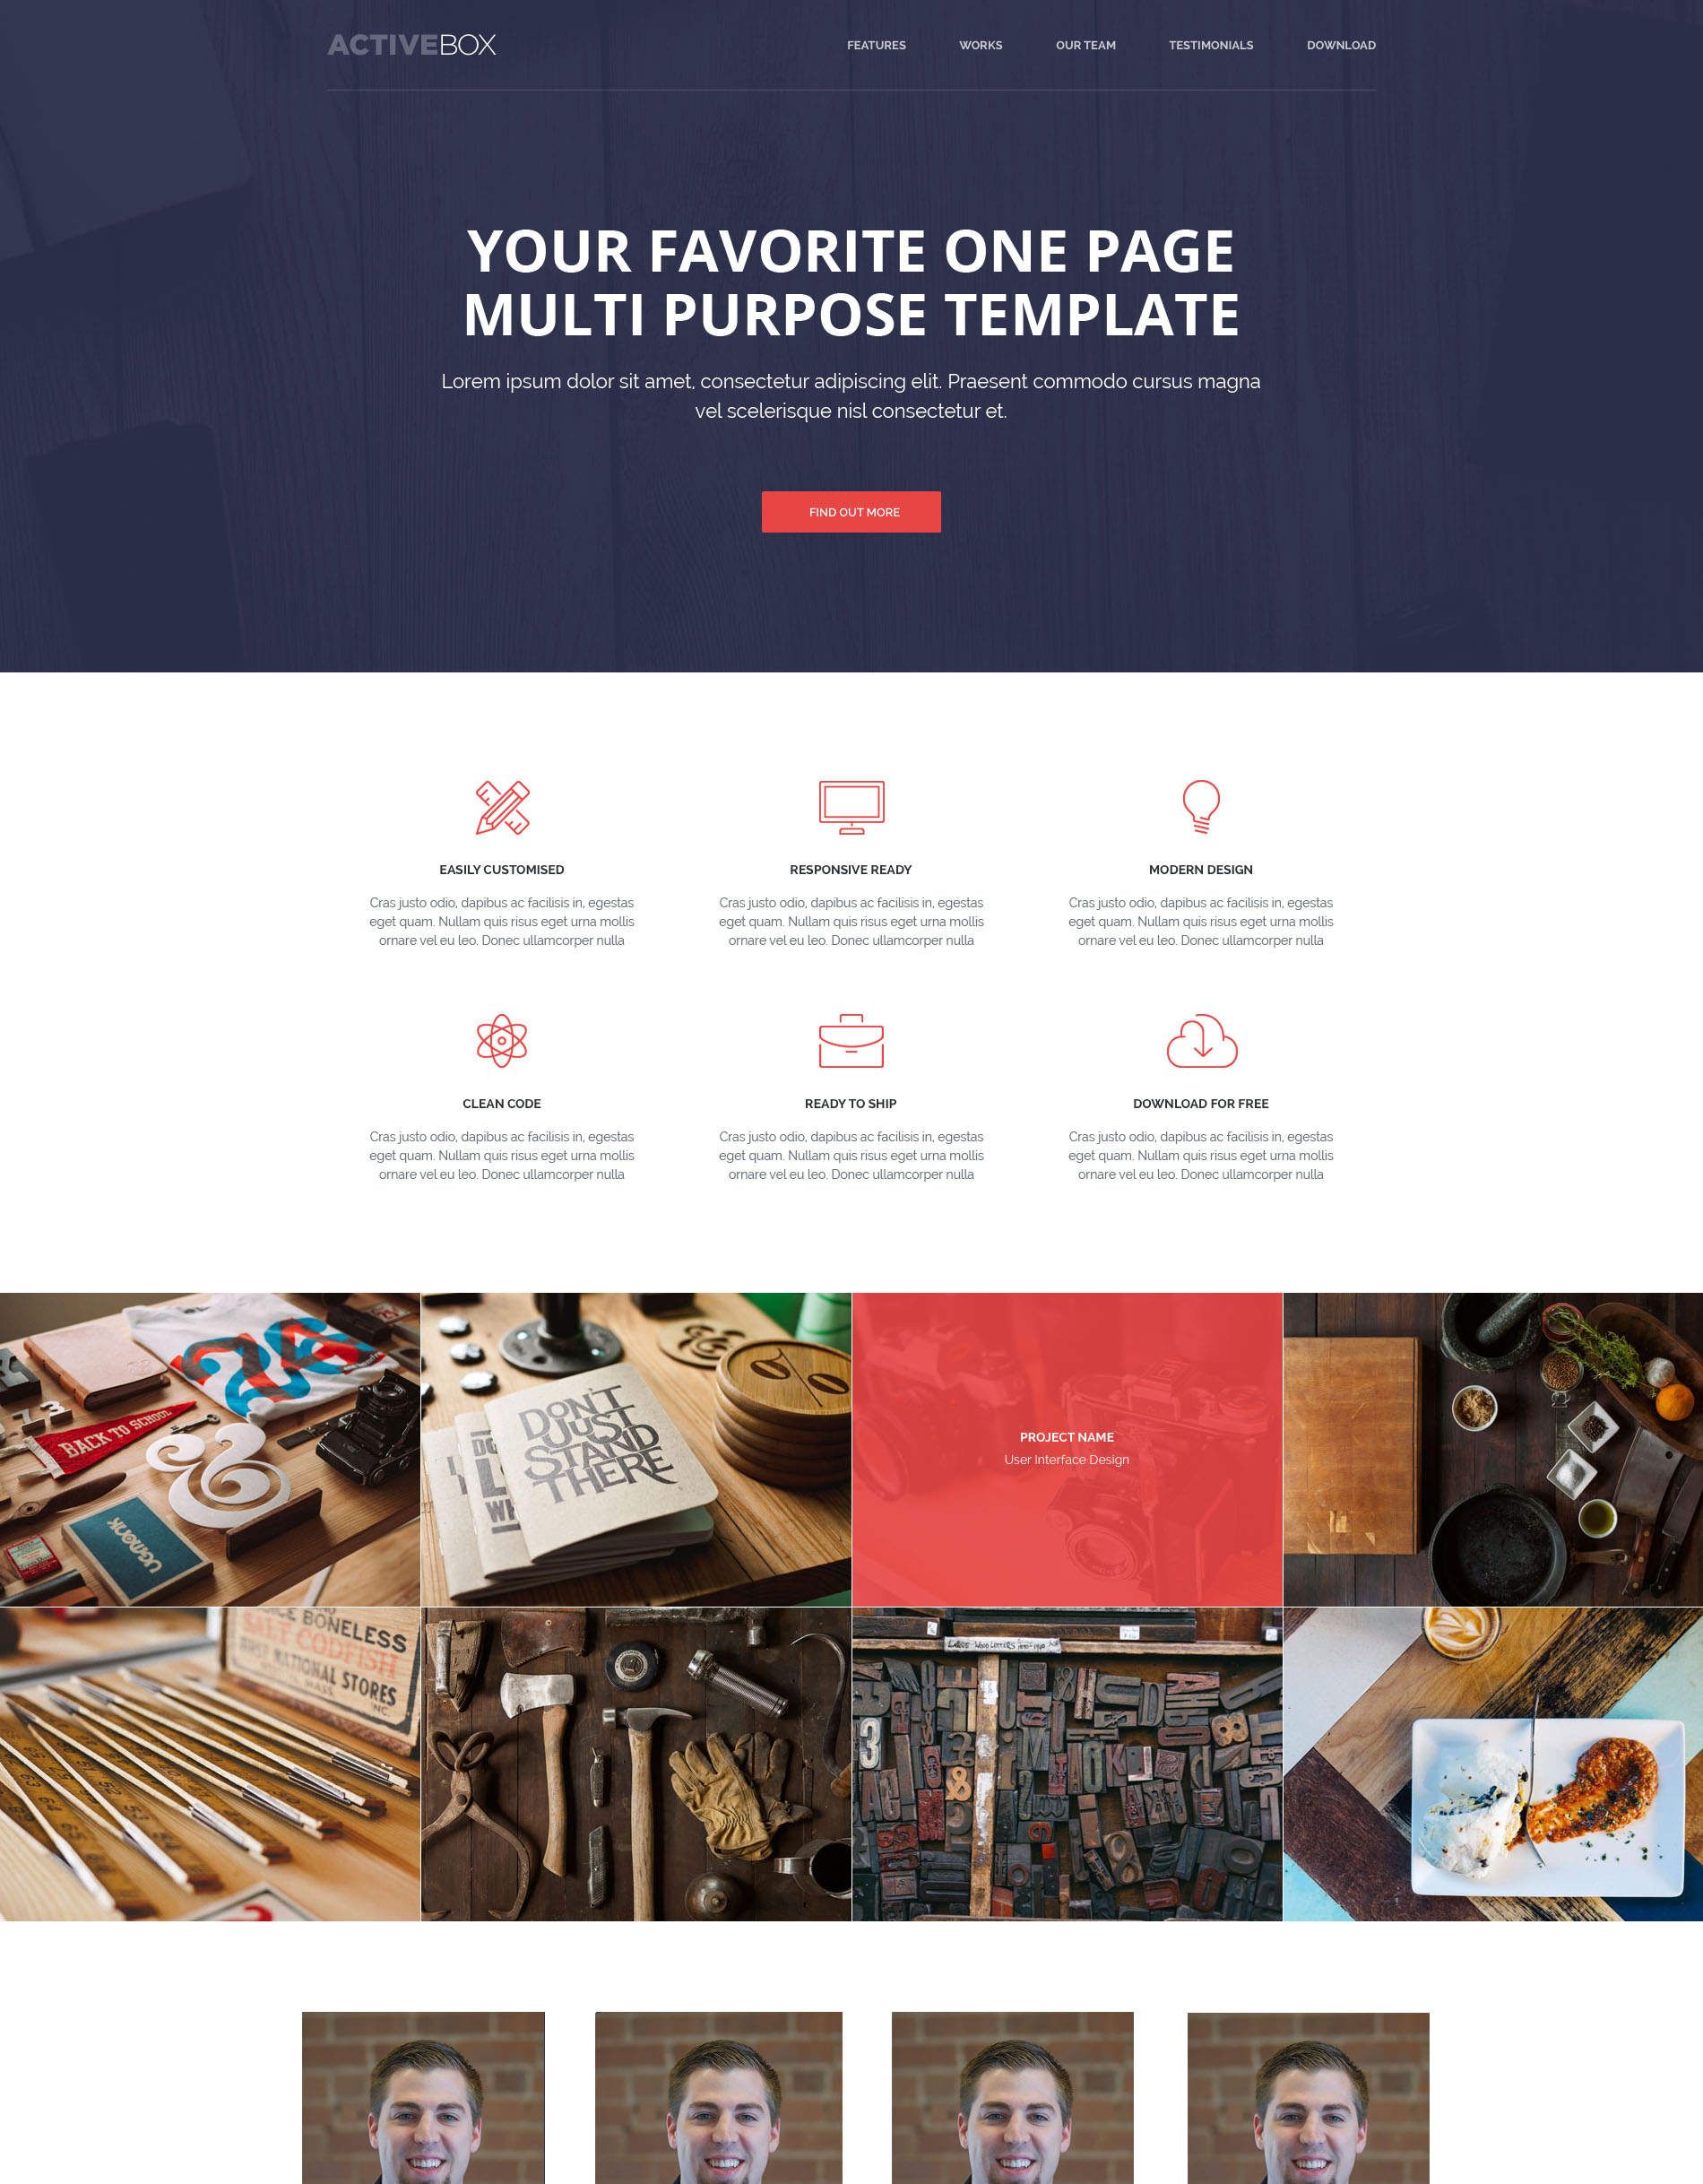 ACTIVEBOX
FEATURES WORKS OUR TEAM TESTIMONIALS DOWNLOAD
YOUR FAVORITE ONE PAGE
MULTI PURPOSE TEMPLATE
Lorem ipsum dolor sit amet, consectetur adipiscing elit. Praesent commodo cursus magna
vel scelerisque nisl consectetur et.
FIND OUT MORE
EASILY CUSTOMISED
Cras justo odio, dapibus ac facilisis in, egestas
eget quam. Nullam quis risus eget urna mollis
ornare vel eu leo. Donec ullamcorper nulla
RESPONSIVE READY
Cras justo odio, dapibus ac facilisis in, egestas
eget quam. Nullam quis risus eget urna mollis
ornare vel eu leo. Donec ullamcorper nulla
MODERN DESIGN
Cras justo odio, dapibus ac facilisis in, egestas
eget quam. Nullam quis risus eget urna mollis
ornare vel eu leo. Donec ullamcorper nulla
CLEAN CODE
Cras justo odio, dapibus ac facilisis in, egestas
eget quam. Nullam quis risus eget urna mollis
ornare vel eu leo. Donec ullamcorper nulla
READY TO SHIP
Cras justo odio, dapibus ac facilisis in, egestas
eget quam. Nullam quis risus eget urna mollis
ornare vel eu leo. Donec ullamcorper nulla
DOWNLOAD FOR FREE
Cras justo odio, dapibus ac facilisis in, egestas
eget quam. Nullam quis risus eget urna mollis
ornare vel eu leo. Donec ullamcorper nulla
BACK TO SCHOOL
&
DON'T
JUST
STAND
THERE
PROJECT NAME
User Interface Design
BONELESS
CODFISH
NATIONAL STORES
INC.